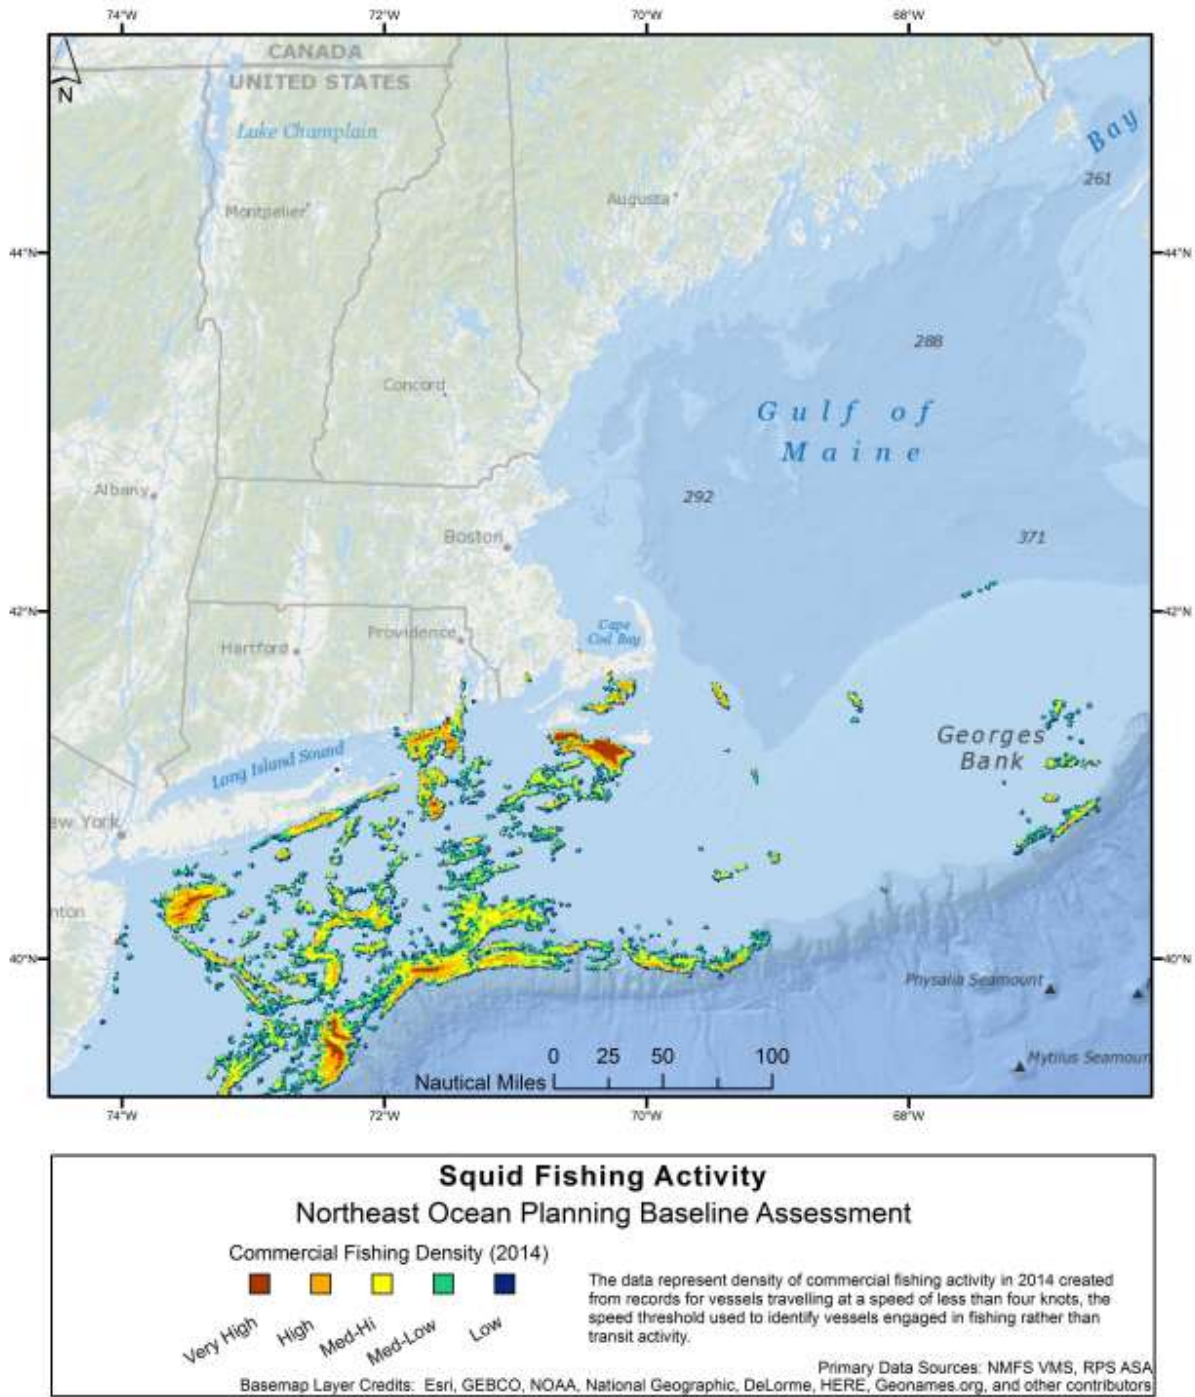 74°W 72°W 70°W 68°W
CANADA
UNITED STATES
N
Lake Champlain
Bay
261
Montpelier
Augusta
44°N 44°N
288
Concord
Gulf of
Maine
Albany
292
Boston
371
42°N 42°N
Cape
Cod Bay
Providence
Hartford
Georges
Bank
Long Island Sound
ew York
nton
40°N 40°N
Physalia Seamount
Mytilus Seamoun
0 25 50 100
Nautical Miles
74°W 72°W 70°W 68°W
Squid Fishing Activity
Northeast Ocean Planning Baseline Assessment
Commercial Fishing Density (2014)
Very High High Med-Hi Med-Low Low
The data represent density of commercial fishing activity in 2014 created
from records for vessels travelling at a speed of less than four knots, the
speed threshold used to identify vessels engaged in fishing rather than
transit activity.
Primary Data Sources: NMFS VMS, RPS ASA
Basemap Layer Credits: Esri, GEBCO, NOAA, National Geographic, DeLorme, HERE, Geonames.org, and other contributors